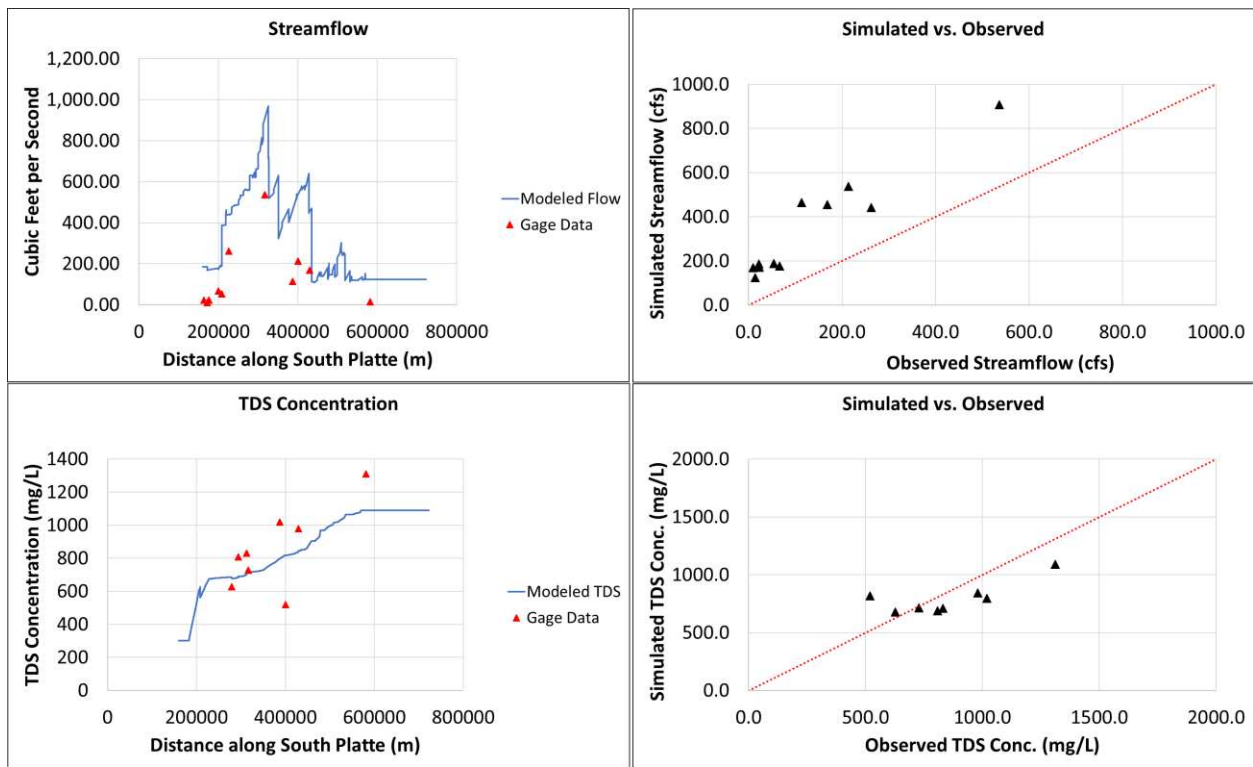 Streamflow
1,200.00
1,000.00
800.00
600.00
400.00
200.00
0.00
Cubic Feet per Second
0
200000
400000
600000
800000
Distance along South Platte (m)
Modeled Flow
Gage Data
Simulated vs. Observed
1000.0
800.0
600.0
400.0
200.0
0.0
Simulated Streamflow (cfs)
0.0
200.0
400.0
600.0
800.0
1000.0
Observed Streamflow (cfs)
TDS Concentration
1400
1200
1000
800
600
400
200
0
TDS Concentration (mg/L)
0
200000
400000
600000
800000
Distance along South Platte (m)
Modeled TDS
Gage Data
Simulated vs. Observed
2000.0
1500.0
1000.0
500.0
0.0
Simulated TDS Conc. (mg/L)
0.0
500.0
1000.0
1500.0
2000.0
Observed TDS Conc. (mg/L)